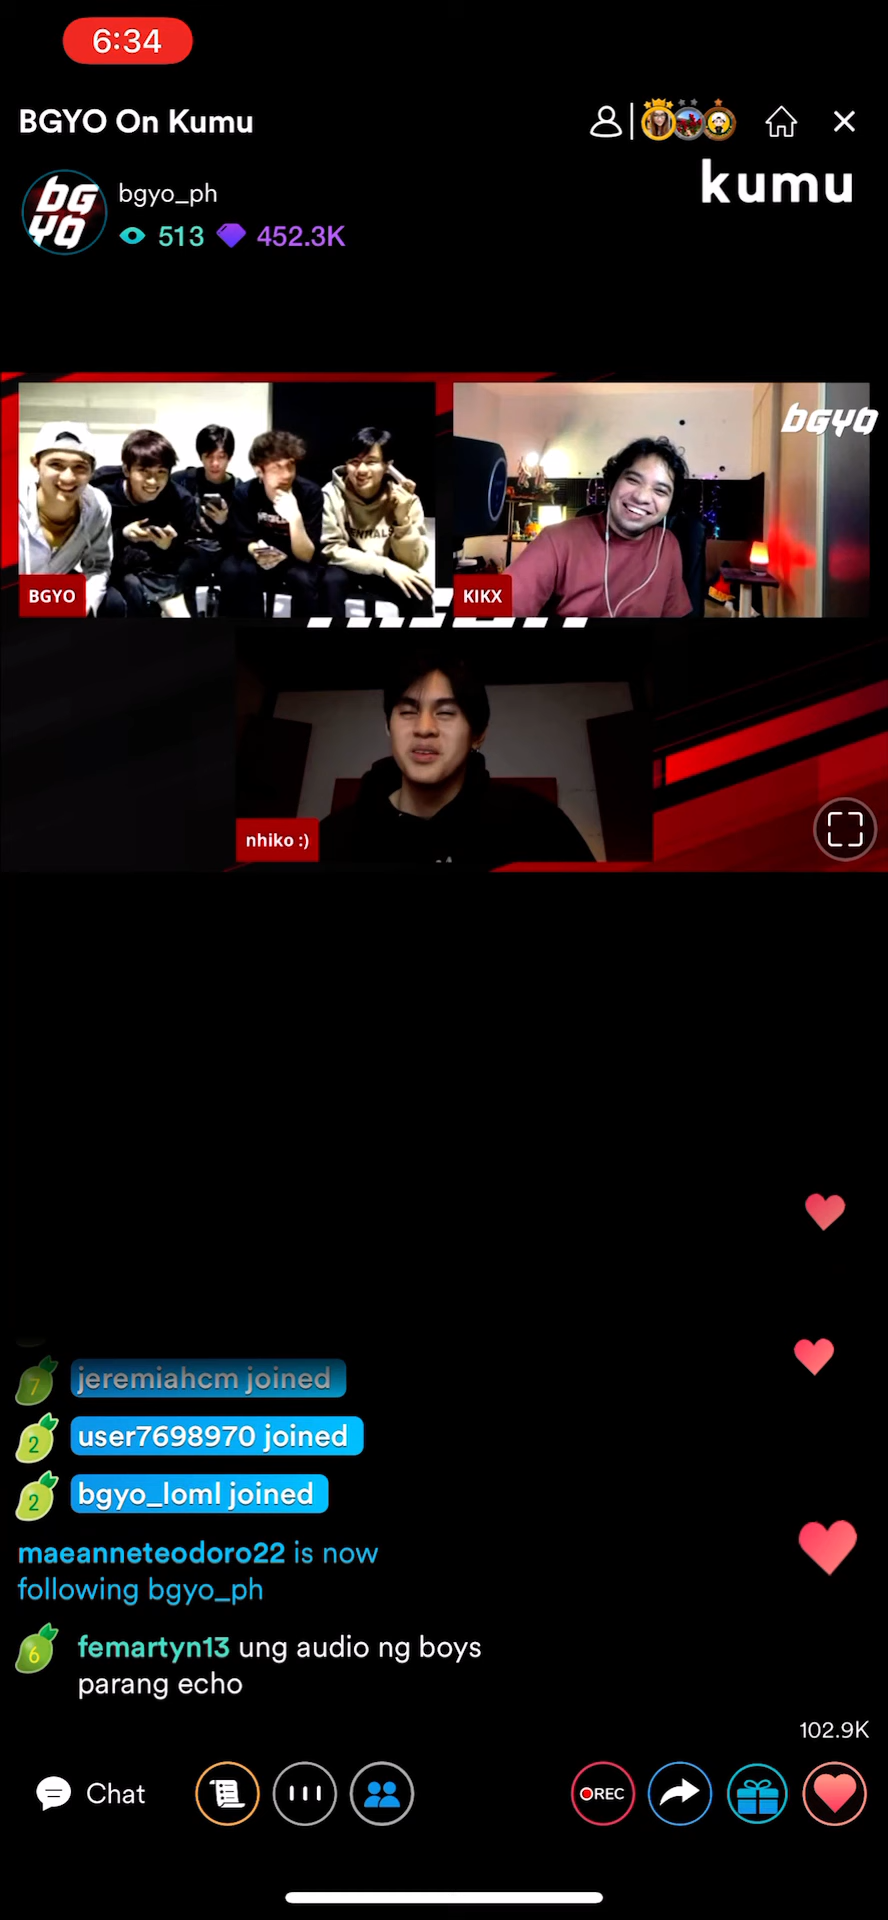 6:34
BGYO On Kumu
kumu
BG
YO
bgyo_ph
513 452.3K
BGYO
BGYO
KIKX
nhiko :)
7 jeremiahcm joined
2 user7698970 joined
2 bgyo_loml joined
maeanneteodoro22 is now
following bgyo_ph
6 femartyn13 ung audio ng boys
parang echo
102.9K
Chat
REC